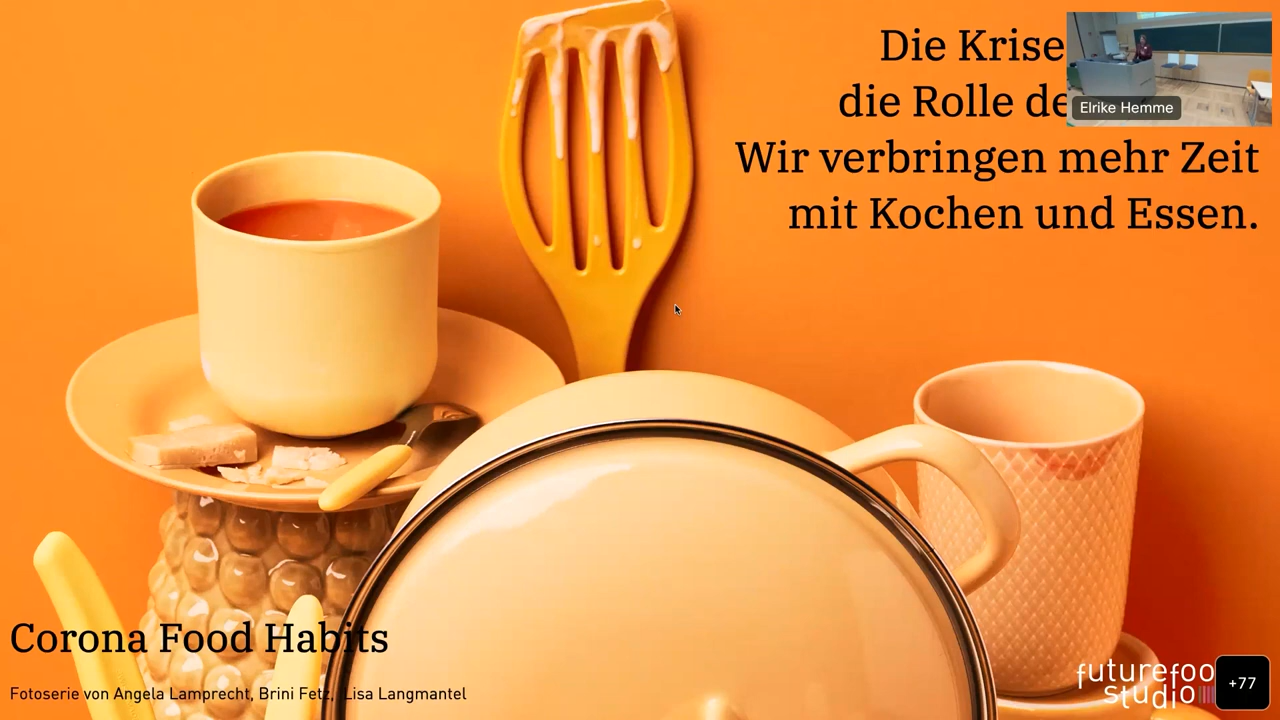 Die Krise
die Rolle de
Wir verbringen mehr Zeit
mit Kochen und Essen.
Elrike Hemme
Corona Food Habits
Fotoserie von Angela Lamprecht, Brini Fetz, Lisa Langmantel
futurefoo
studio
+77